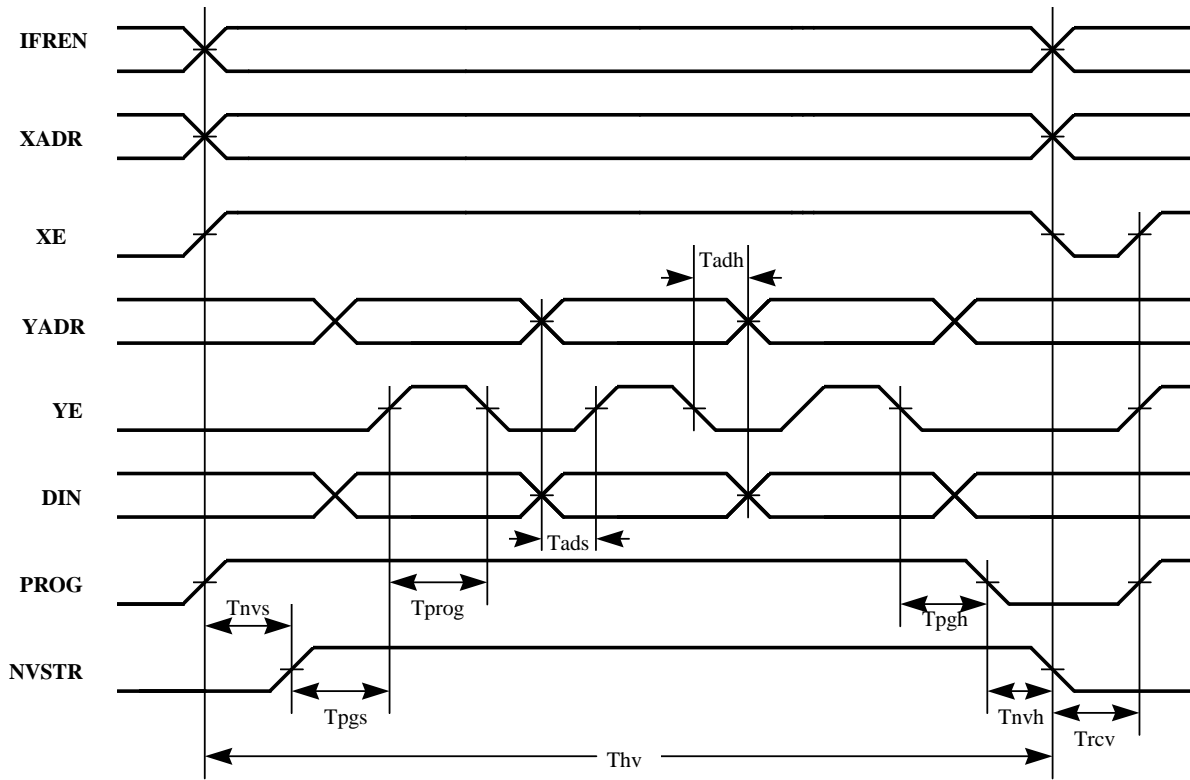 IFREN
XADR
XE
Tadh
YADR
YE
DIN
Tads
PROG
Tprog
Tnvs
Tpgh
NVSTR
Tpgs
Tnvh
Trcv
Thv